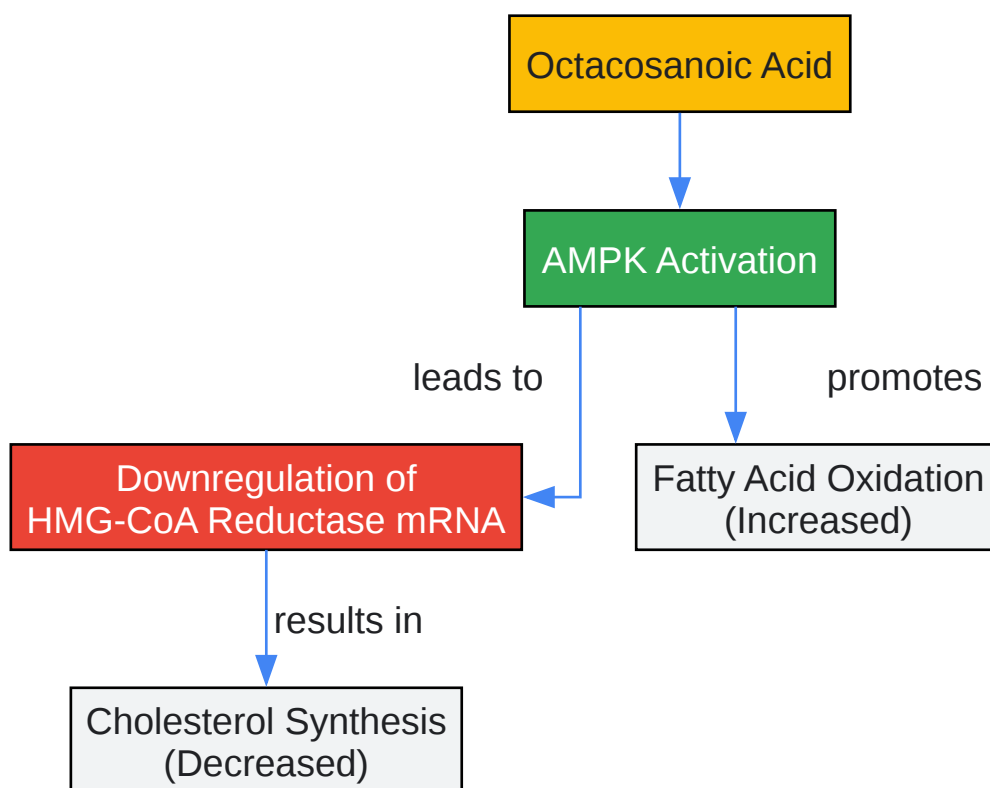 Octacosanoic Acid
AMPK Activation
leads to
promotes
Downregulation of
HMG-CoA Reductase mRNA
Fatty Acid Oxidation
(Increased)
results in
Cholesterol Synthesis
(Decreased)